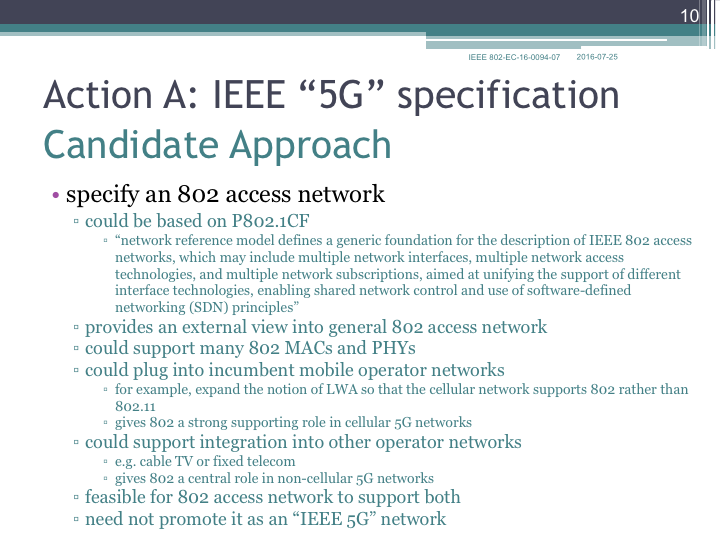 10
IEEE 802-EC-16-0094-07 2016-07-25
Action A: IEEE “5G” specification
Candidate Approach
• specify an 802 access network
▫ could be based on P802.1CF
▫ “network reference model defines a generic foundation for the description of IEEE 802 access
networks, which may include multiple network interfaces, multiple network access
technologies, and multiple network subscriptions, aimed at unifying the support of different
interface technologies, enabling shared network control and use of software-defined
networking (SDN) principles”
▫ provides an external view into general 802 access network
▫ could support many 802 MACs and PHYs
▫ could plug into incumbent mobile operator networks
▫ for example, expand the notion of LWA so that the cellular network supports 802 rather than
802.11
▫ gives 802 a strong supporting role in cellular 5G networks
▫ could support integration into other operator networks
▫ e.g. cable TV or fixed telecom
▫ gives 802 a central role in non-cellular 5G networks
▫ feasible for 802 access network to support both
▫ need not promote it as an “IEEE 5G” network